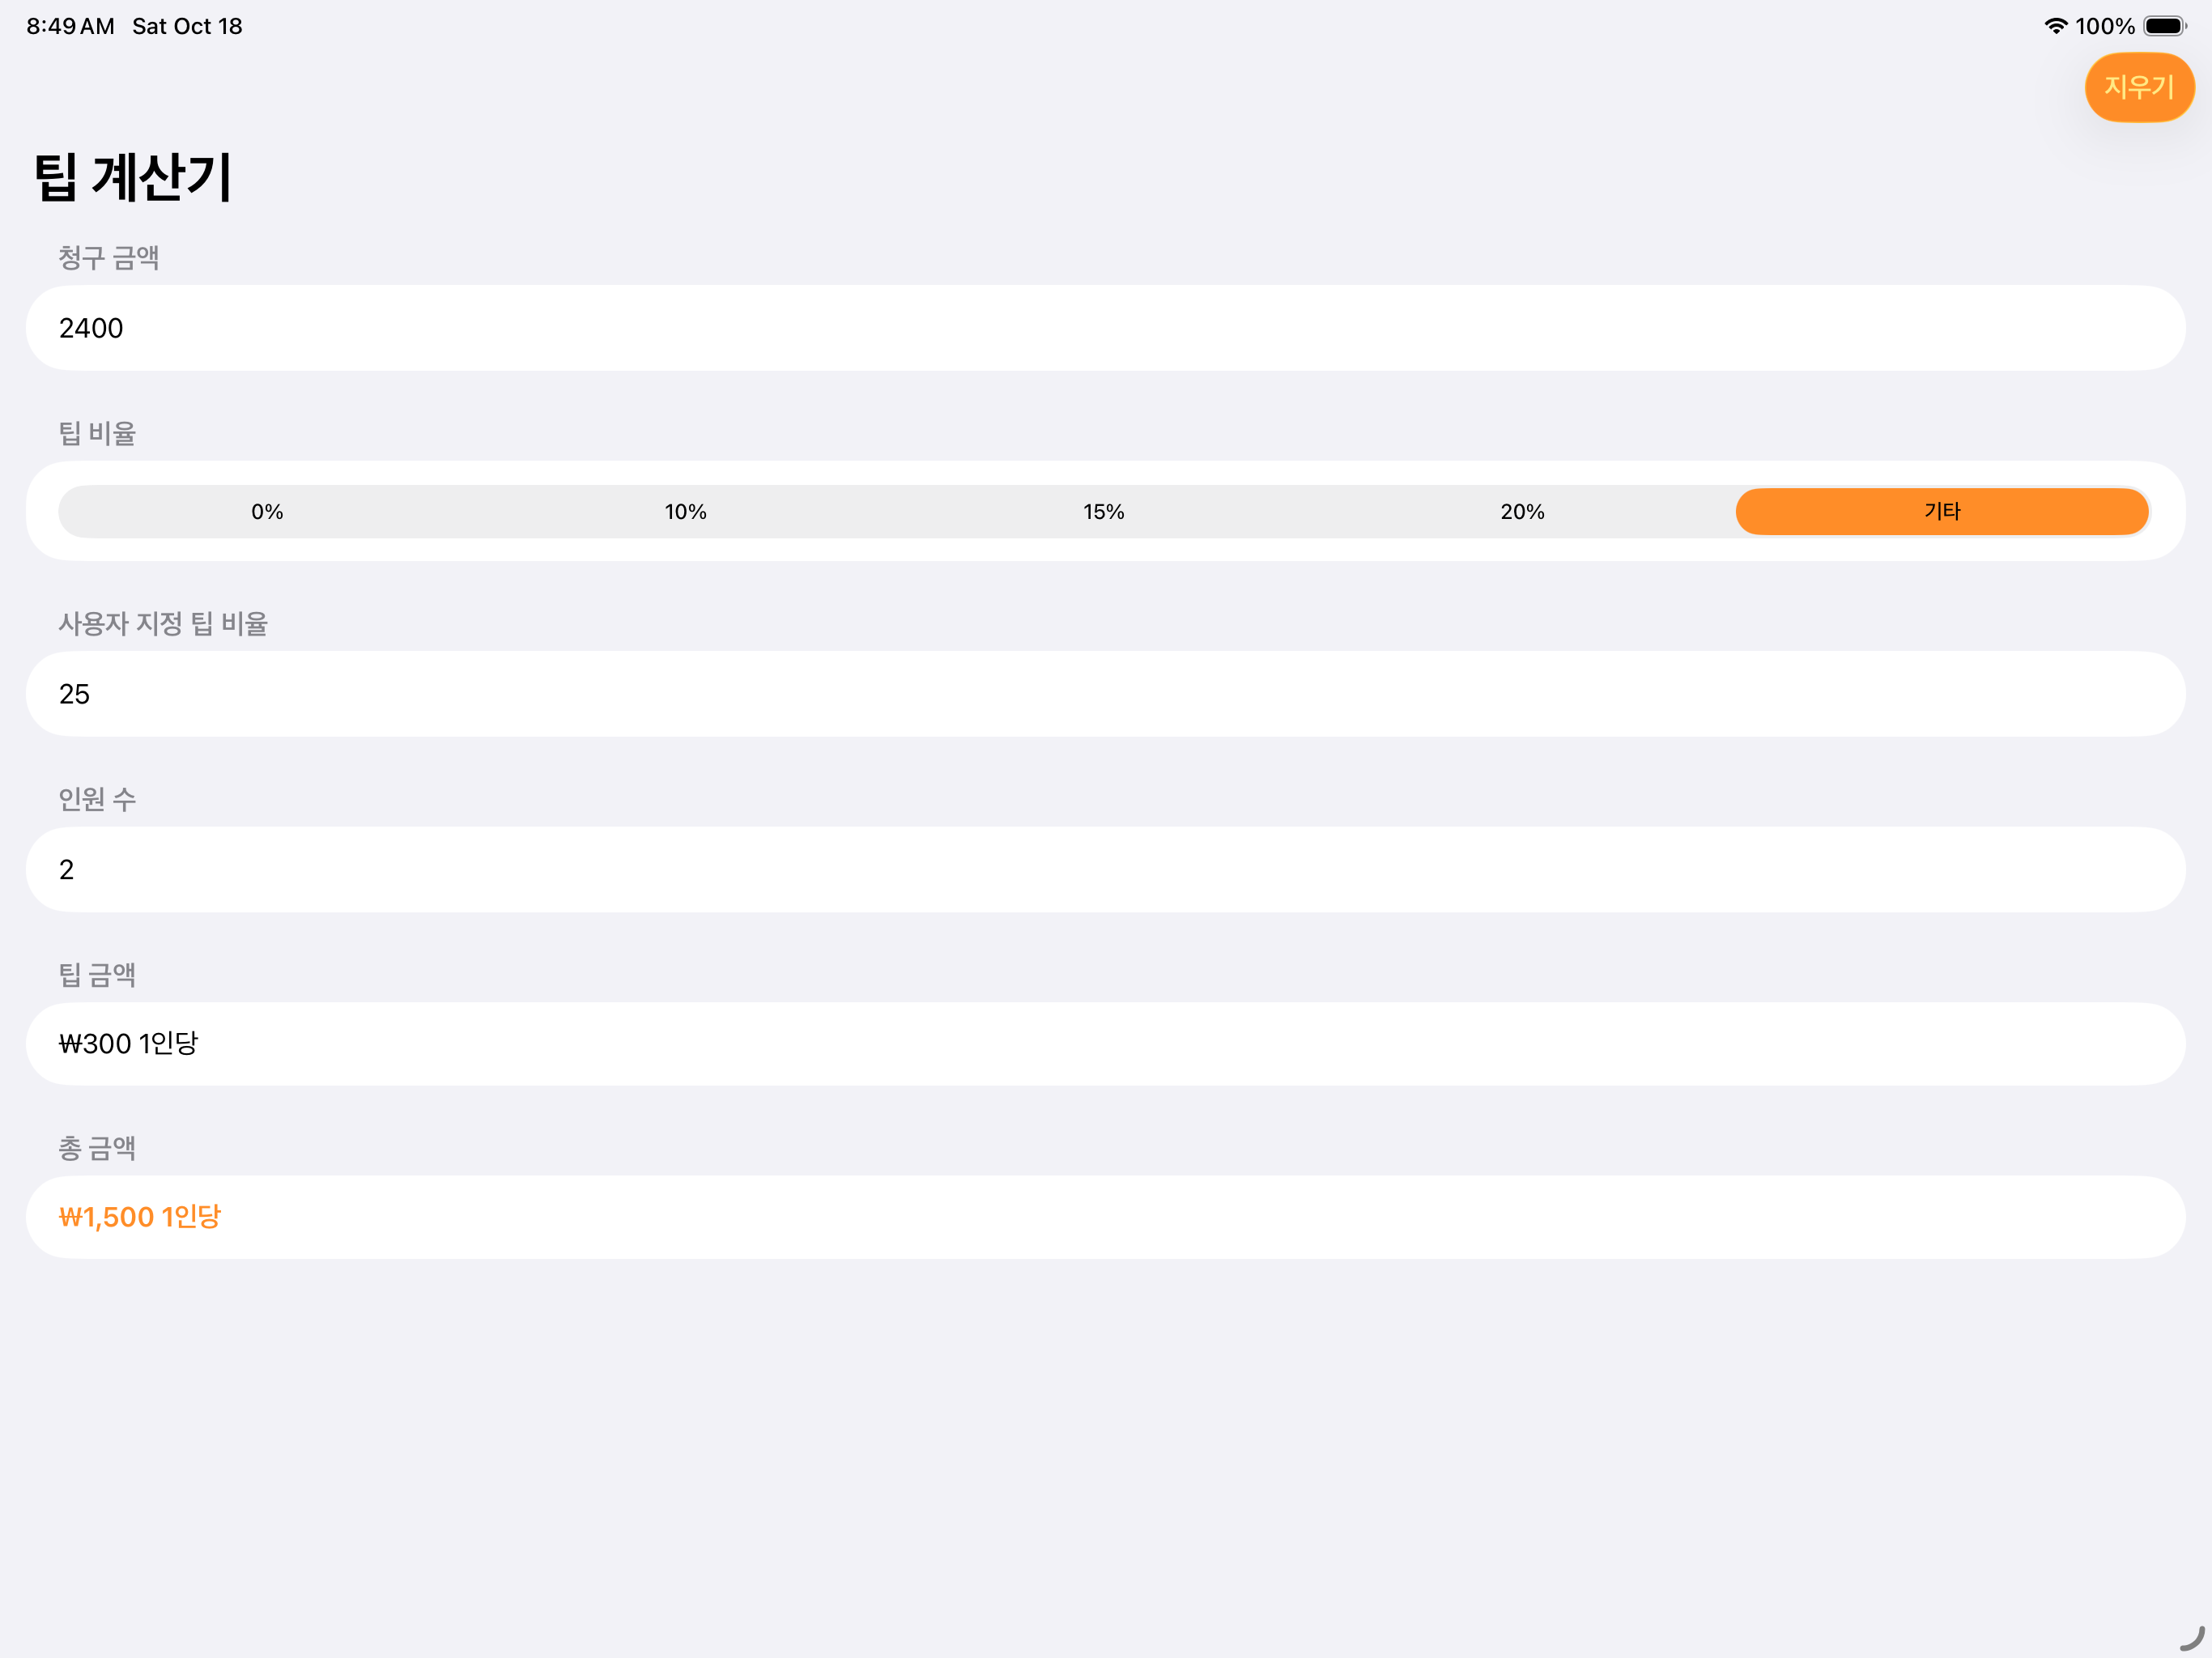 8:49 AM Sat Oct 18
100%
지우기
팁 계산기
청구 금액
2400
팁 비율
0% 10% 15% 20% 기타
사용자 지정 팁 비율
25
인원 수
2
팁 금액
₩300 1인당
총 금액
₩1,500 1인당